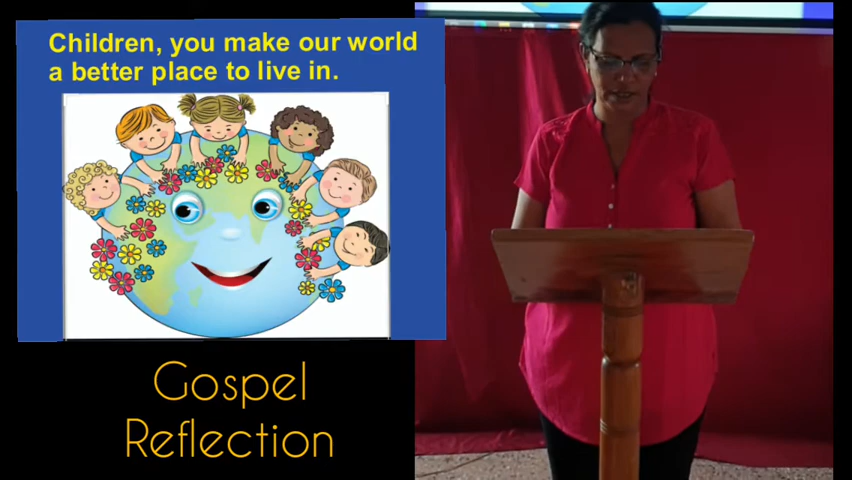 Children, you make our world
a better place to live in.
Gospel
Reflection